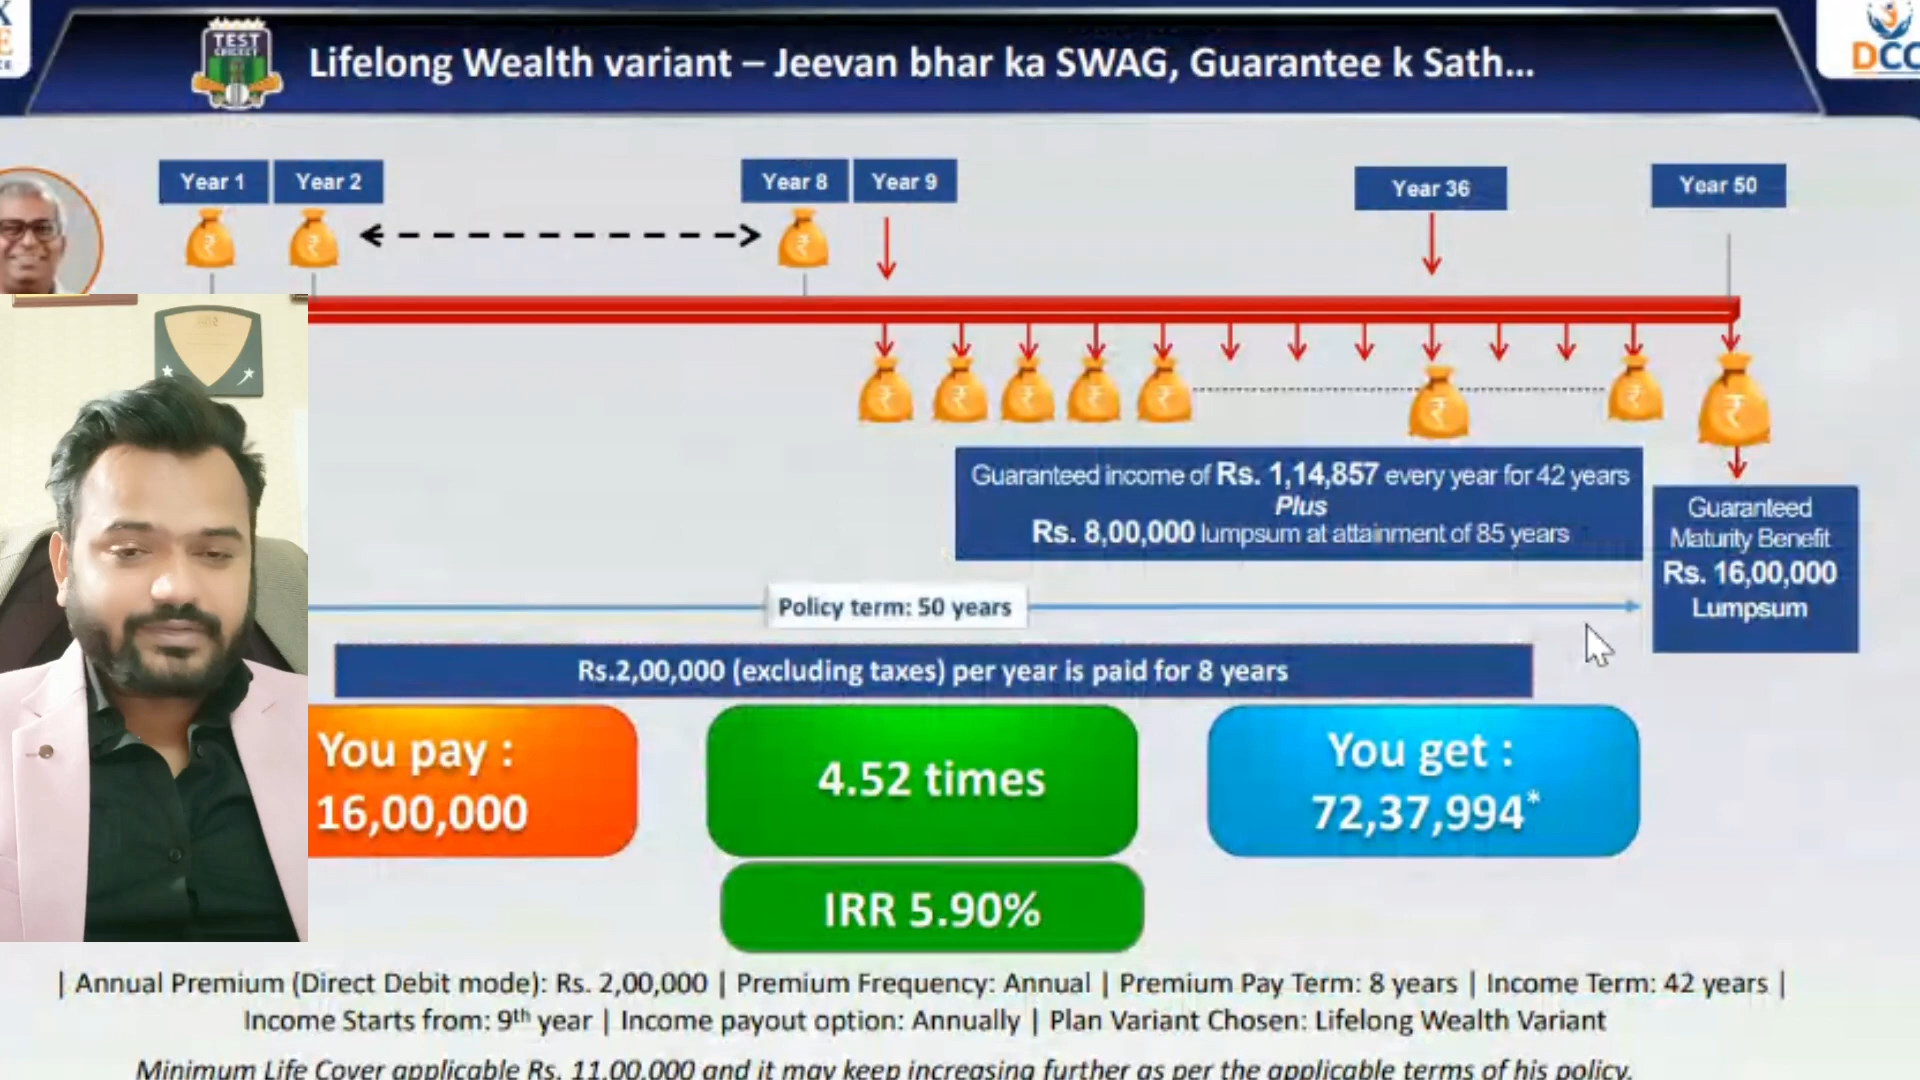 TEST
CRICKET
Lifelong Wealth variant – Jeevan bhar ka SWAG, Guarantee k Sath...
DCC
Year 1
Year 2
Year 8
Year 9
Year 36
Year 50
Guaranteed income of Rs. 1,14,857 every year for 42 years
Plus
Rs. 8,00,000 lumpsum at attainment of 85 years
Guaranteed
Maturity Benefit
Rs. 16,00,000
Lumpsum
Policy term: 50 years
Rs.2,00,000 (excluding taxes) per year is paid for 8 years
You pay :
16,00,000
4.52 times
You get :
72,37,994*
IRR 5.90%
| Annual Premium (Direct Debit mode): Rs. 2,00,000 | Premium Frequency: Annual | Premium Pay Term: 8 years | Income Term: 42 years |
Income Starts from: 9th year | Income payout option: Annually | Plan Variant Chosen: Lifelong Wealth Variant
Minimum Life Cover applicable Rs. 11,00,000 and it may keep increasing further as per the applicable terms of his policy.